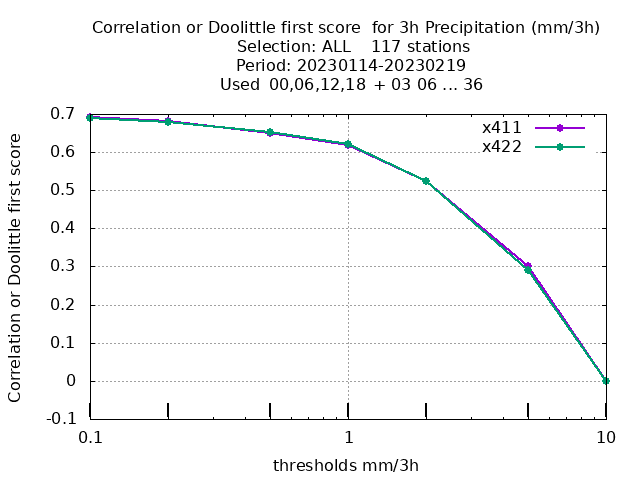 Correlation or Doolittle first score  for 3h Precipitation (mm/3h)
Selection: ALL    117 stations
Period: 20230114-20230219
Used  00,06,12,18  + 03 06 ... 36
x411
x422
Correlation or Doolittle first score
0.7
0.6
0.5
0.4
0.3
0.2
0.1
0
-0.1
0.1
1
10
thresholds mm/3h